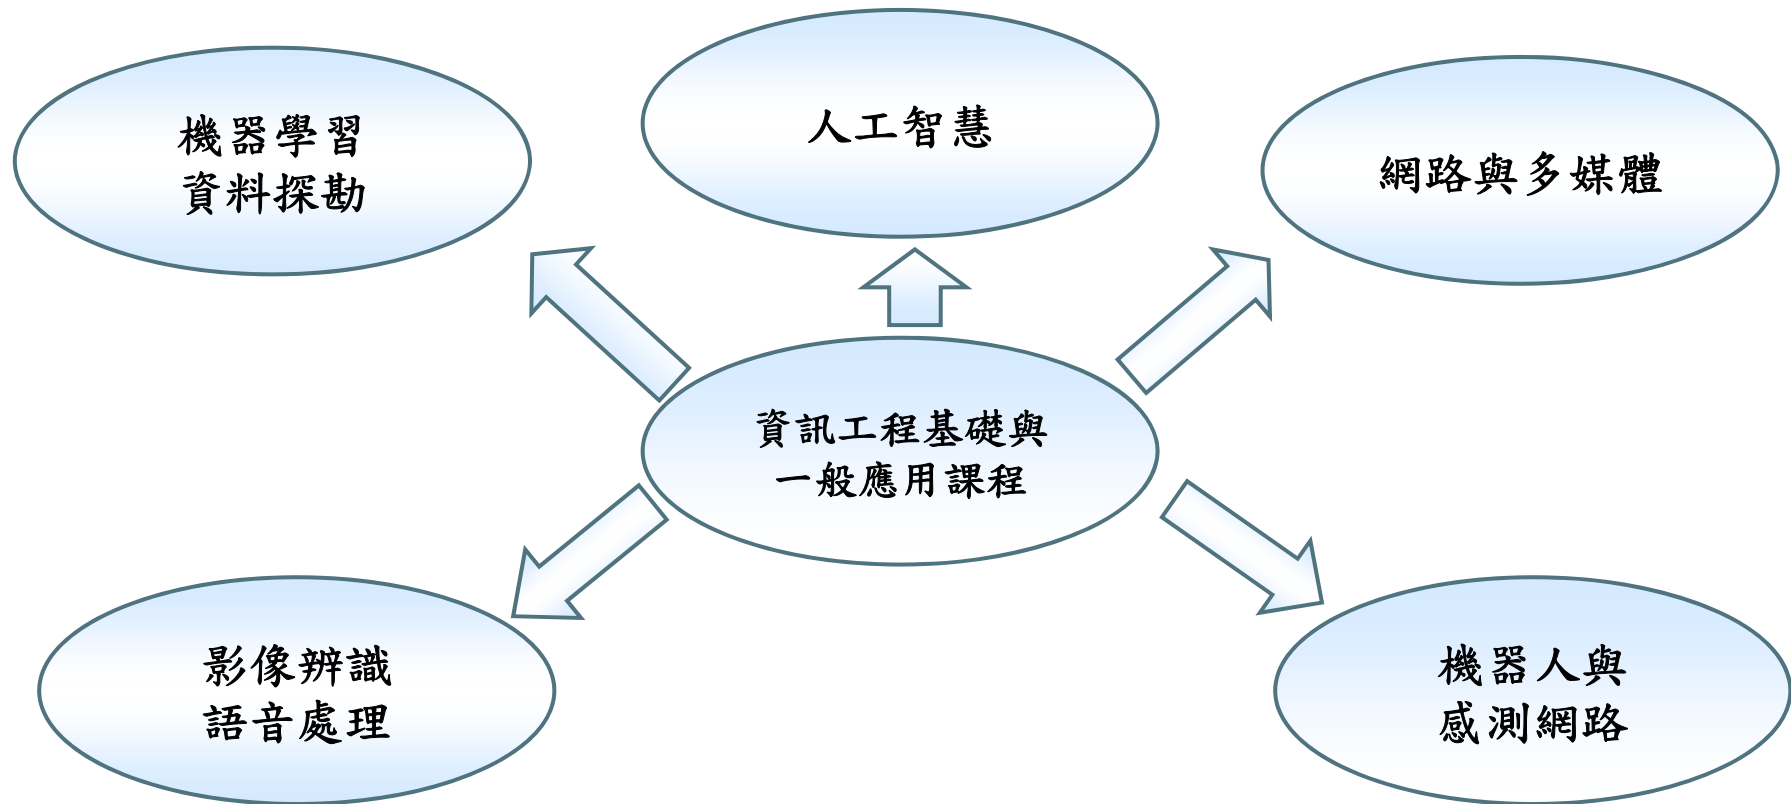 機器學習
資料探勘
人工智慧
網路與多媒體
資訊工程基礎與
一般應用課程
影像辨識
語音處理
機器人與
感測網路